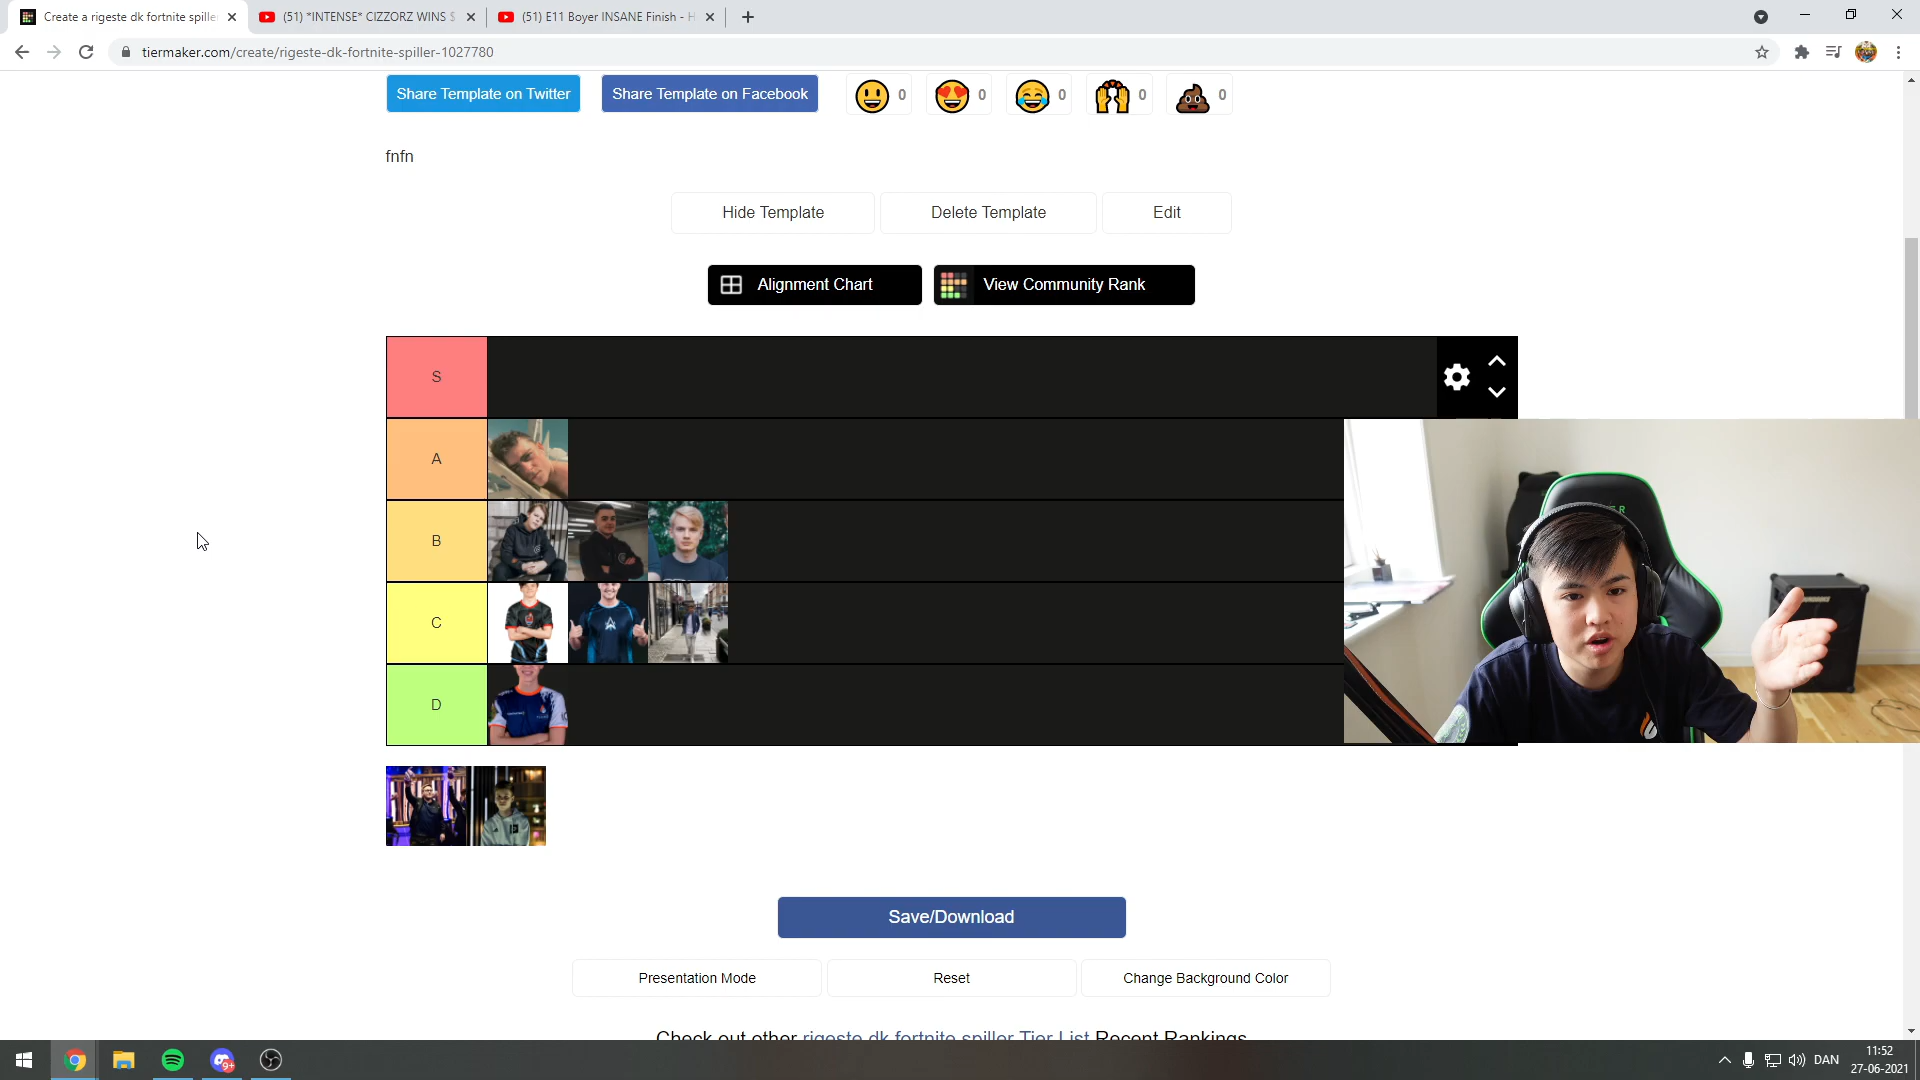 Create a rigeste dk fortnite spille
(51) *INTENSE* CIZZORZ WINS $
(51) E11 Boyer INSANE Finish - H
tiermaker.com/create/rigeste-dk-fortnite-spiller-1027780
Share Template on Twitter
Share Template on Facebook
0
0
0
0
0
fnfn
Hide Template
Delete Template
Edit
Alignment Chart
View Community Rank
S
A
B
C
D
Save/Download
Presentation Mode
Reset
Change Background Color
Check out other rigeste dk fortnite spiller Tier List Recent Rankings
9+
DAN
11:52
27-06-2021